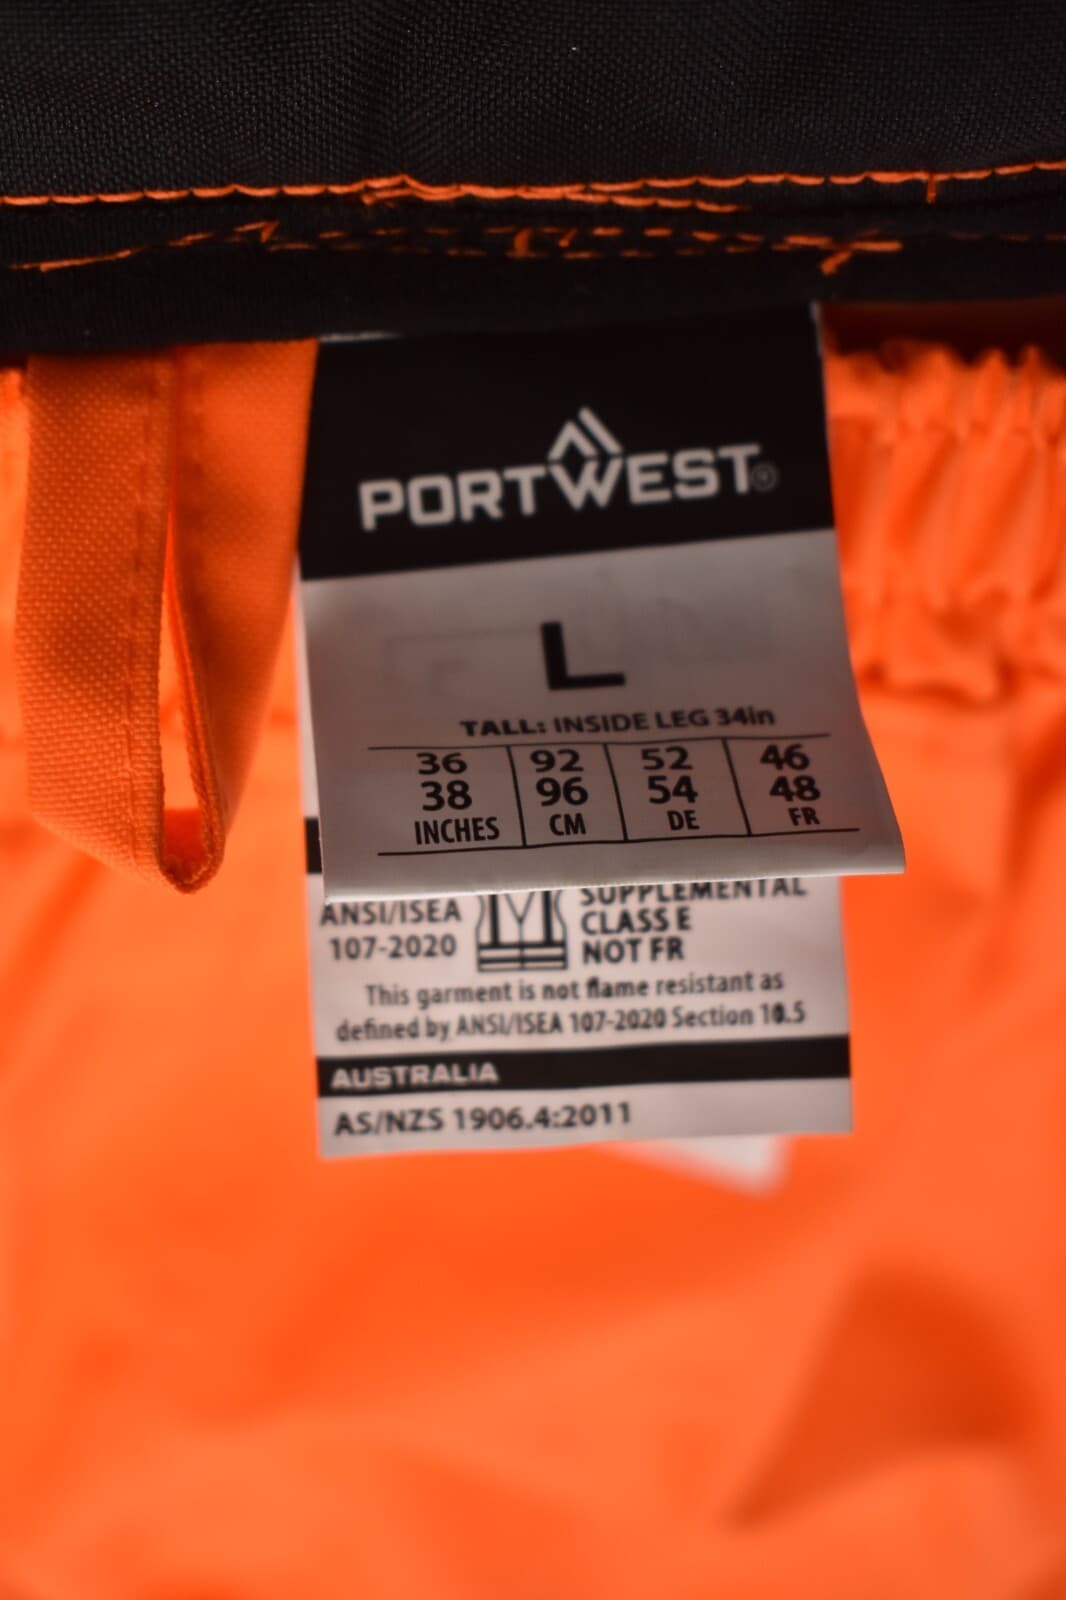 PORTWEST®
L
TALL: INSIDE LEG 34in
36 92 52 46
38 96 54 48
INCHES CM DE FR
ANSI/ISEA
107-2020
SUPPLEMENTAL
CLASS E
NOT FR
This garment is not flame resistant as
defined by ANSI/ISEA 107-2020 Section 10.5
AUSTRALIA
AS/NZS 1906.4:2011